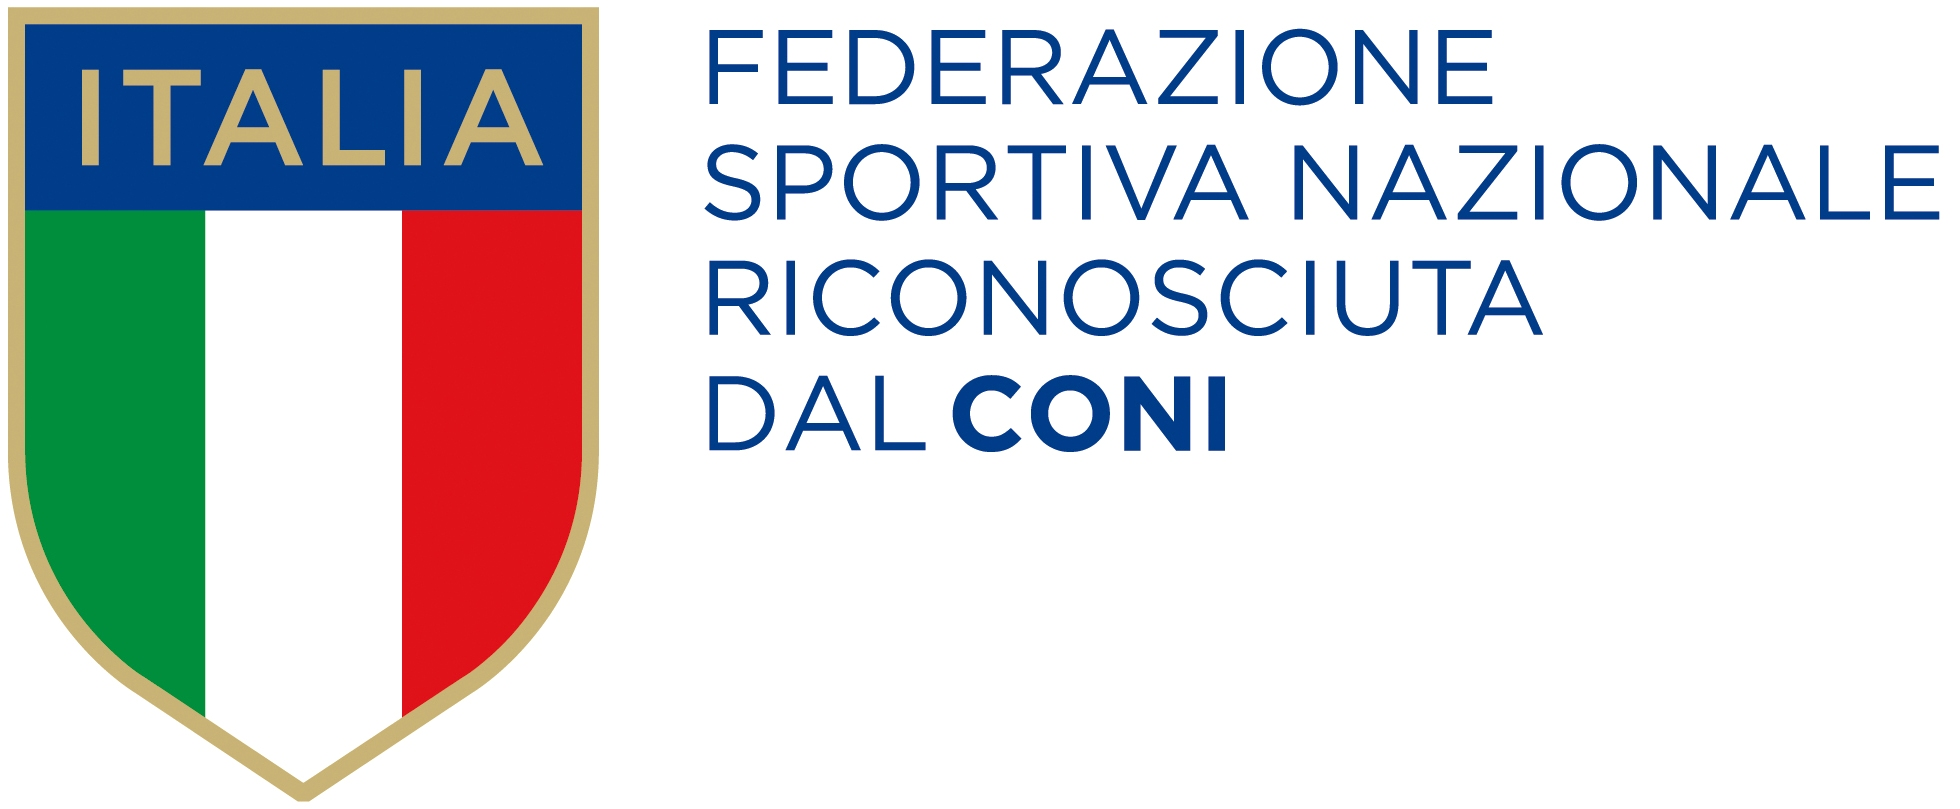 ITALIA
FEDERAZIONE
SPORTIVA NAZIONALE
RICONOSCIUTA
DAL CONI